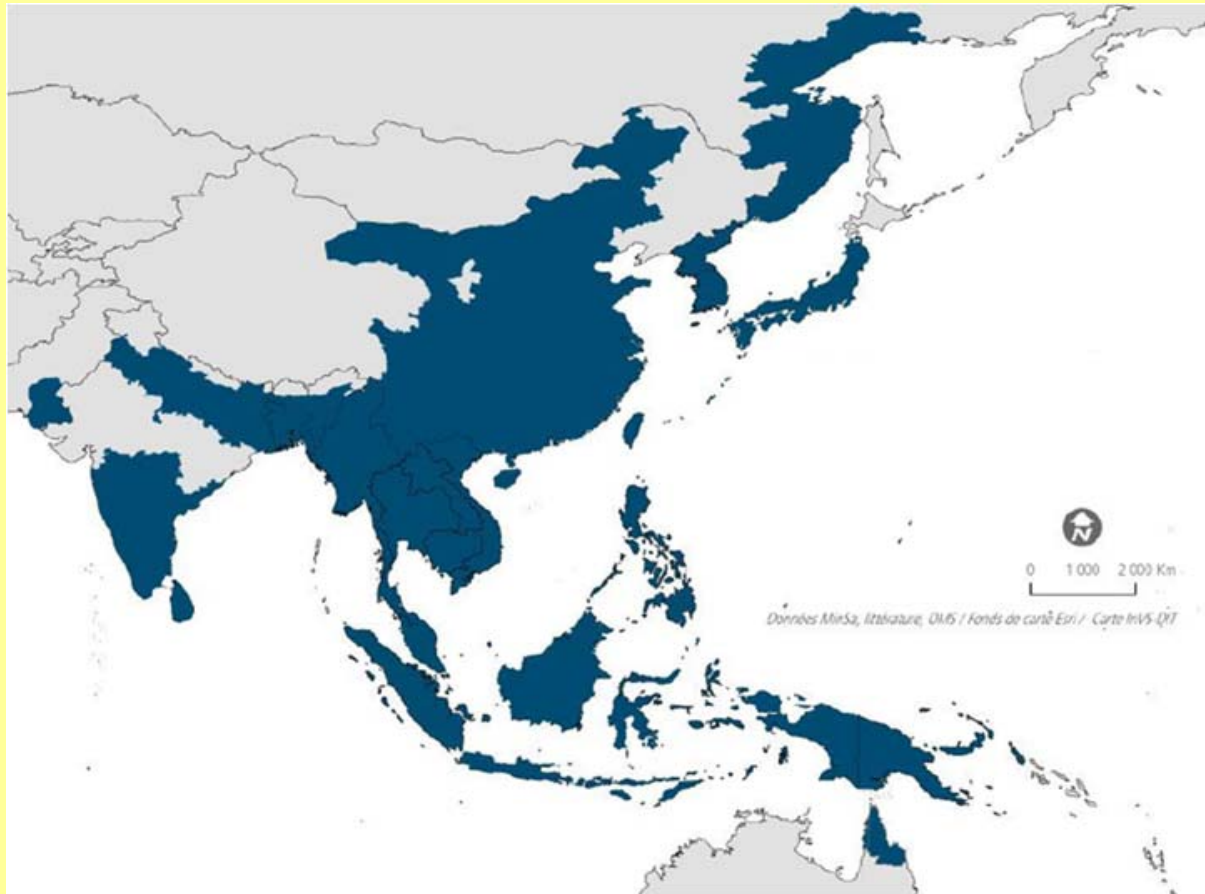 N
0 1 000 2 000 Km
Données MinSa, littérature, OMS / Fonds de carte Esri / Carte InVS-DIT